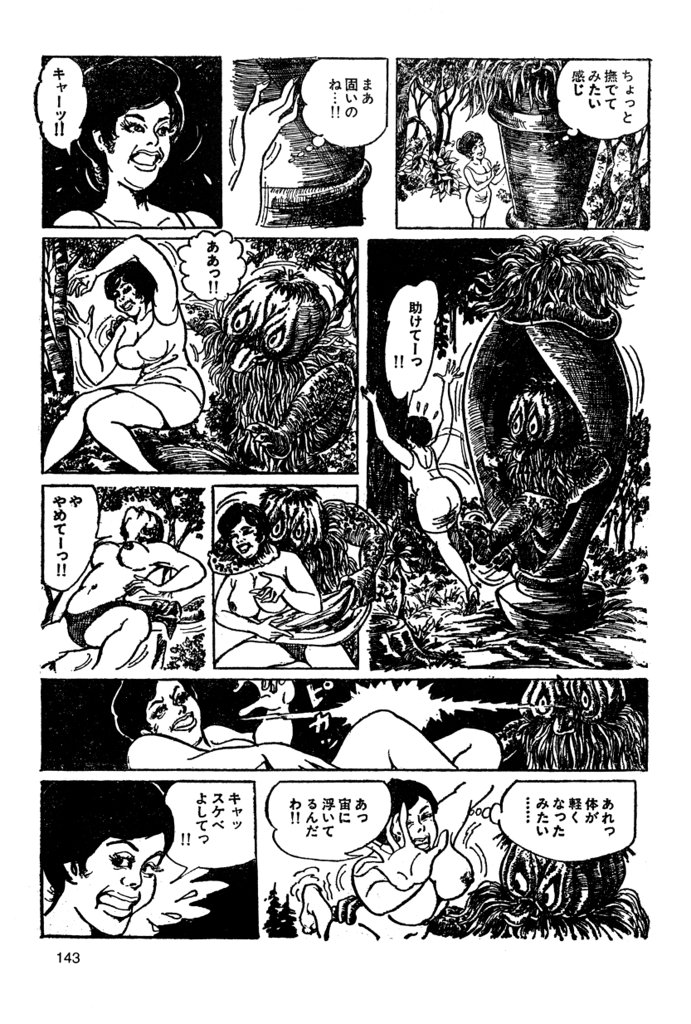 ちょっと
撫でて
みたい
感じ
まあ
固いの
ね…!!
キャーッ!!
助けてーっ
!!
ああっ!!
や
やめてーっ!!
ピカッ
あれっ
体が
軽く
なった
みたい
……
あっ
宙に
浮いて
るんだ
わ!!
キャッ
スケベ
よしてっ
!!
143